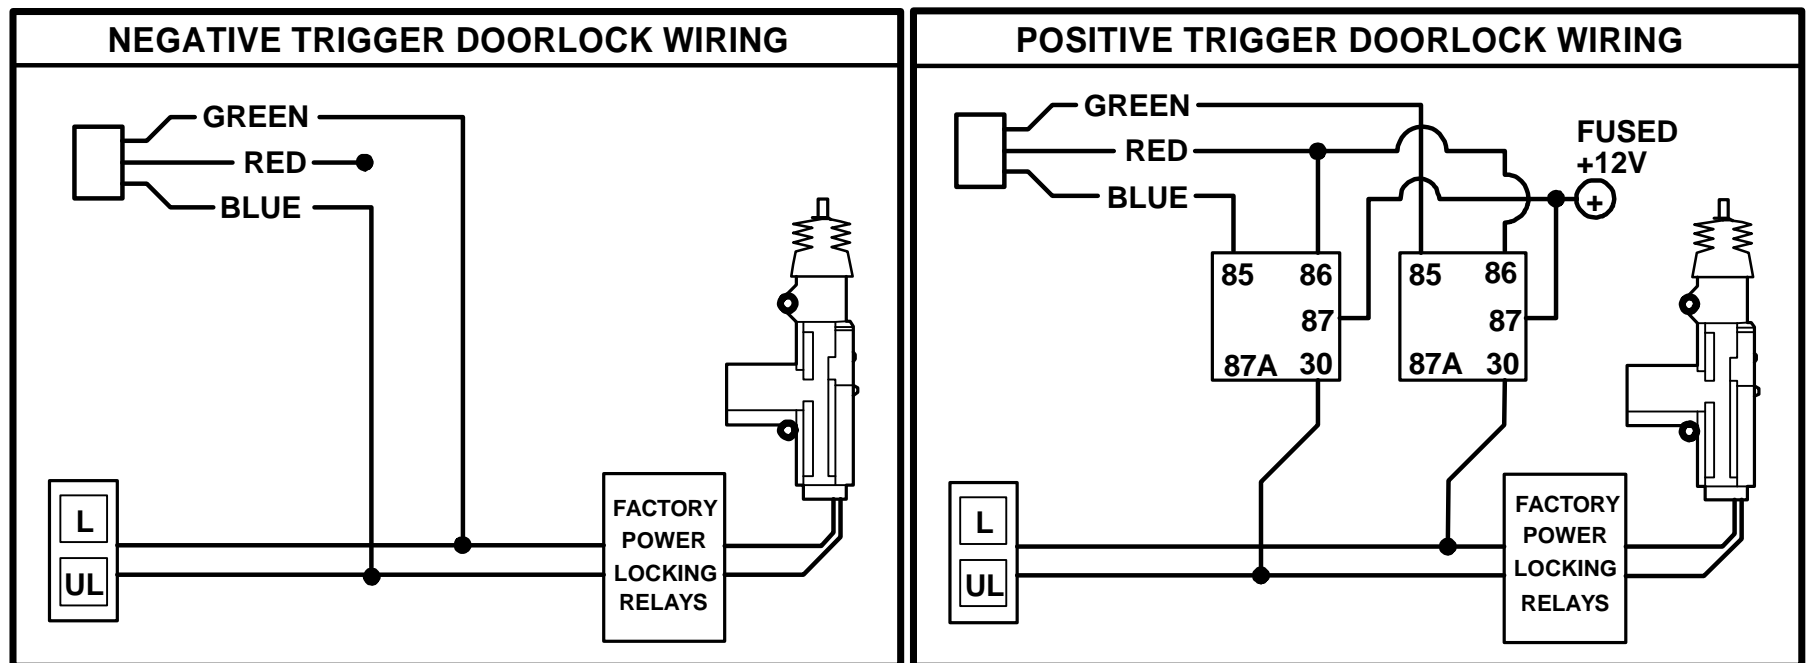 NEGATIVE TRIGGER DOORLOCK WIRING
GREEN
RED
BLUE
L
UL
FACTORY
POWER
LOCKING
RELAYS
POSITIVE TRIGGER DOORLOCK WIRING
GREEN
RED
BLUE
FUSED
+12V
+
85 86
87
87A 30
85 86
87
87A 30
L
UL
FACTORY
POWER
LOCKING
RELAYS